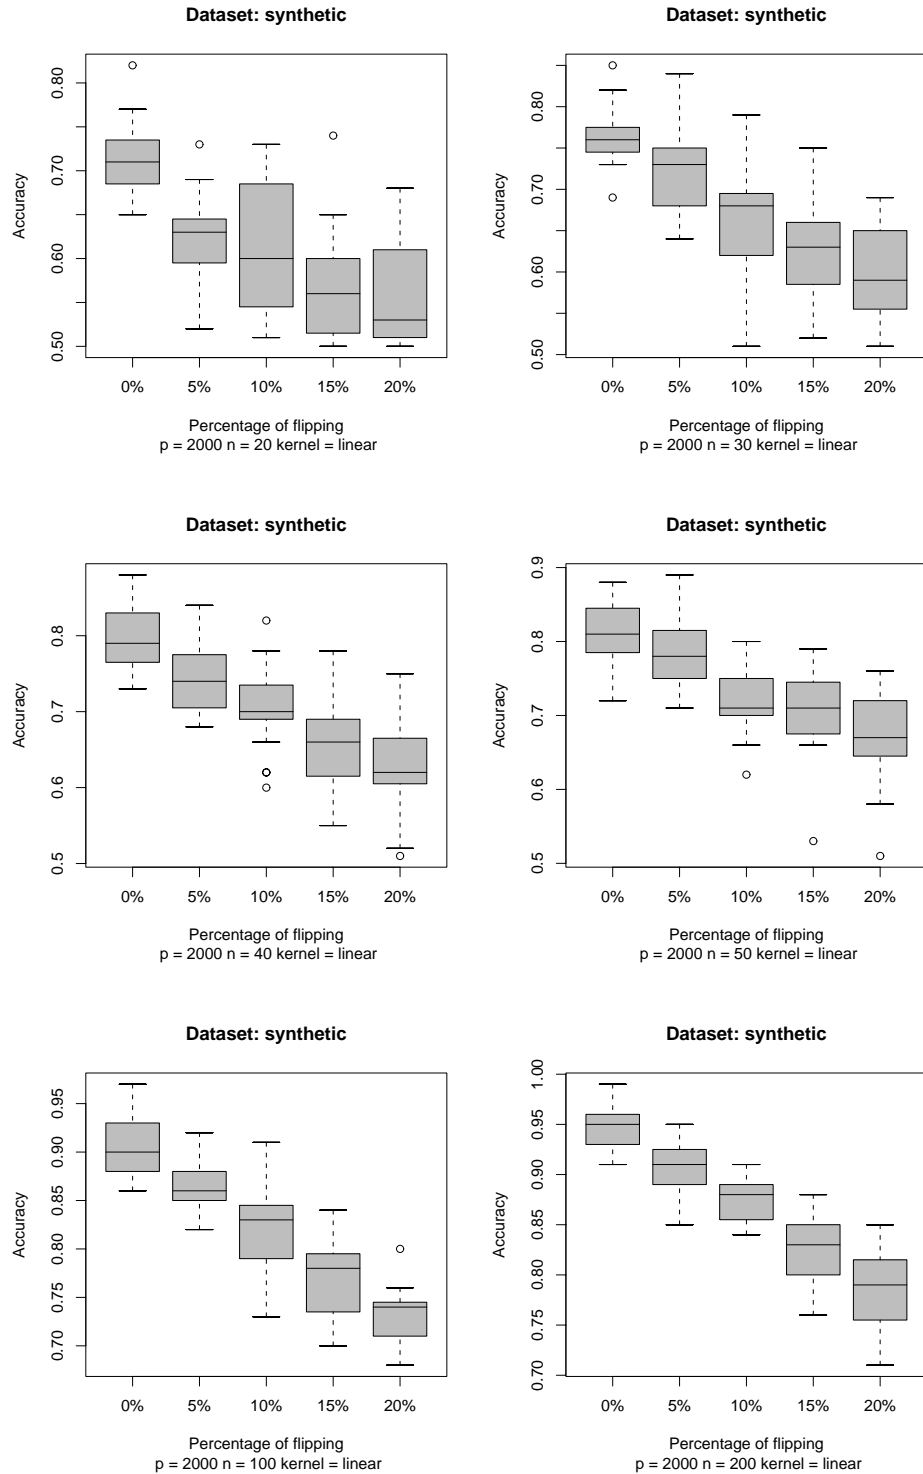 Dataset: synthetic
Accuracy
0.80
0.70
0.60
0.50
0% 5% 10% 15% 20%
Percentage of flipping
p = 2000 n = 20 kernel = linear
Dataset: synthetic
Accuracy
0.80
0.70
0.60
0.50
0% 5% 10% 15% 20%
Percentage of flipping
p = 2000 n = 30 kernel = linear
Dataset: synthetic
Accuracy
0.8
0.7
0.6
0.5
0% 5% 10% 15% 20%
Percentage of flipping
p = 2000 n = 40 kernel = linear
Dataset: synthetic
Accuracy
0.9
0.8
0.7
0.6
0.5
0% 5% 10% 15% 20%
Percentage of flipping
p = 2000 n = 50 kernel = linear
Dataset: synthetic
Accuracy
0.95
0.90
0.85
0.80
0.75
0.70
0% 5% 10% 15% 20%
Percentage of flipping
p = 2000 n = 100 kernel = linear
Dataset: synthetic
Accuracy
1.00
0.95
0.90
0.85
0.80
0.75
0.70
0% 5% 10% 15% 20%
Percentage of flipping
p = 2000 n = 200 kernel = linear